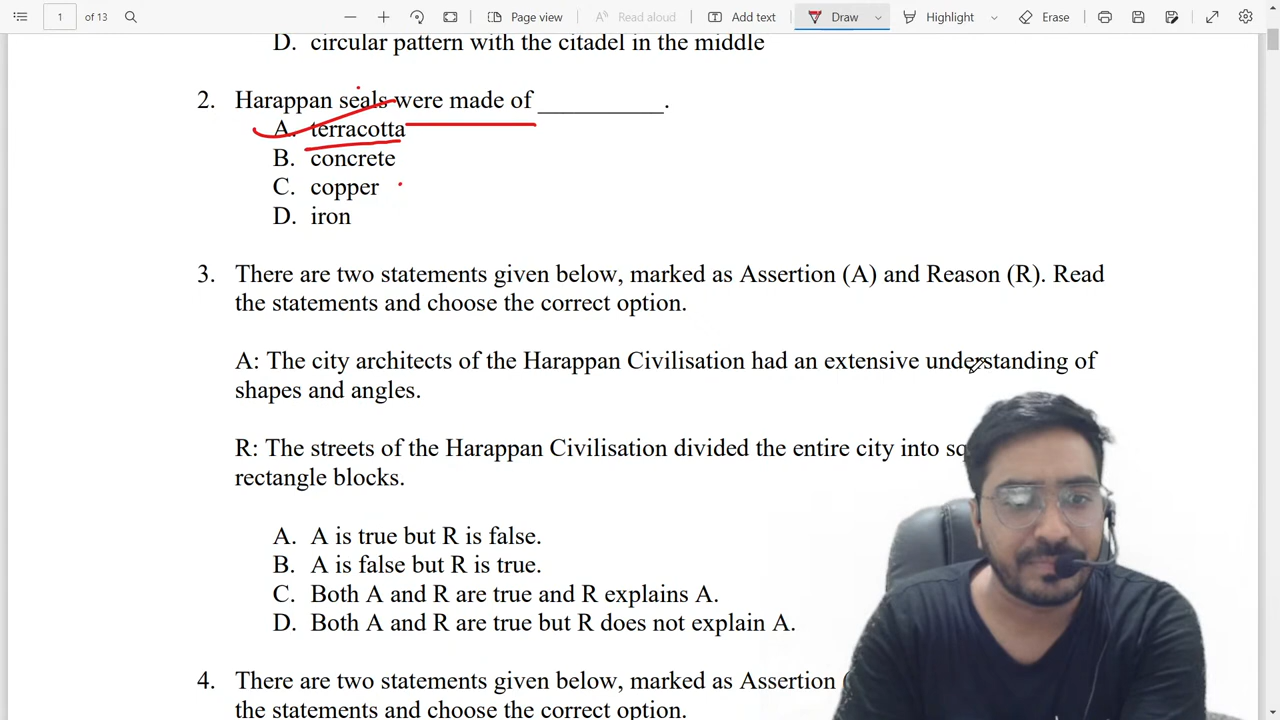 1 of 13 Page view Read aloud Add text Draw Highlight Erase
D. circular pattern with the citadel in the middle
2. Harappan seals were made of __________.
A. terracotta
B. concrete
C. copper
D. iron
3. There are two statements given below, marked as Assertion (A) and Reason (R). Read
the statements and choose the correct option.
A: The city architects of the Harappan Civilisation had an extensive understanding of
shapes and angles.
R: The streets of the Harappan Civilisation divided the entire city into
rectangle blocks.
A. A is true but R is false.
B. A is false but R is true.
C. Both A and R are true and R explains A.
D. Both A and R are true but R does not explain A.
4. There are two statements given below, marked as Assertion
the statements and choose the correct option.